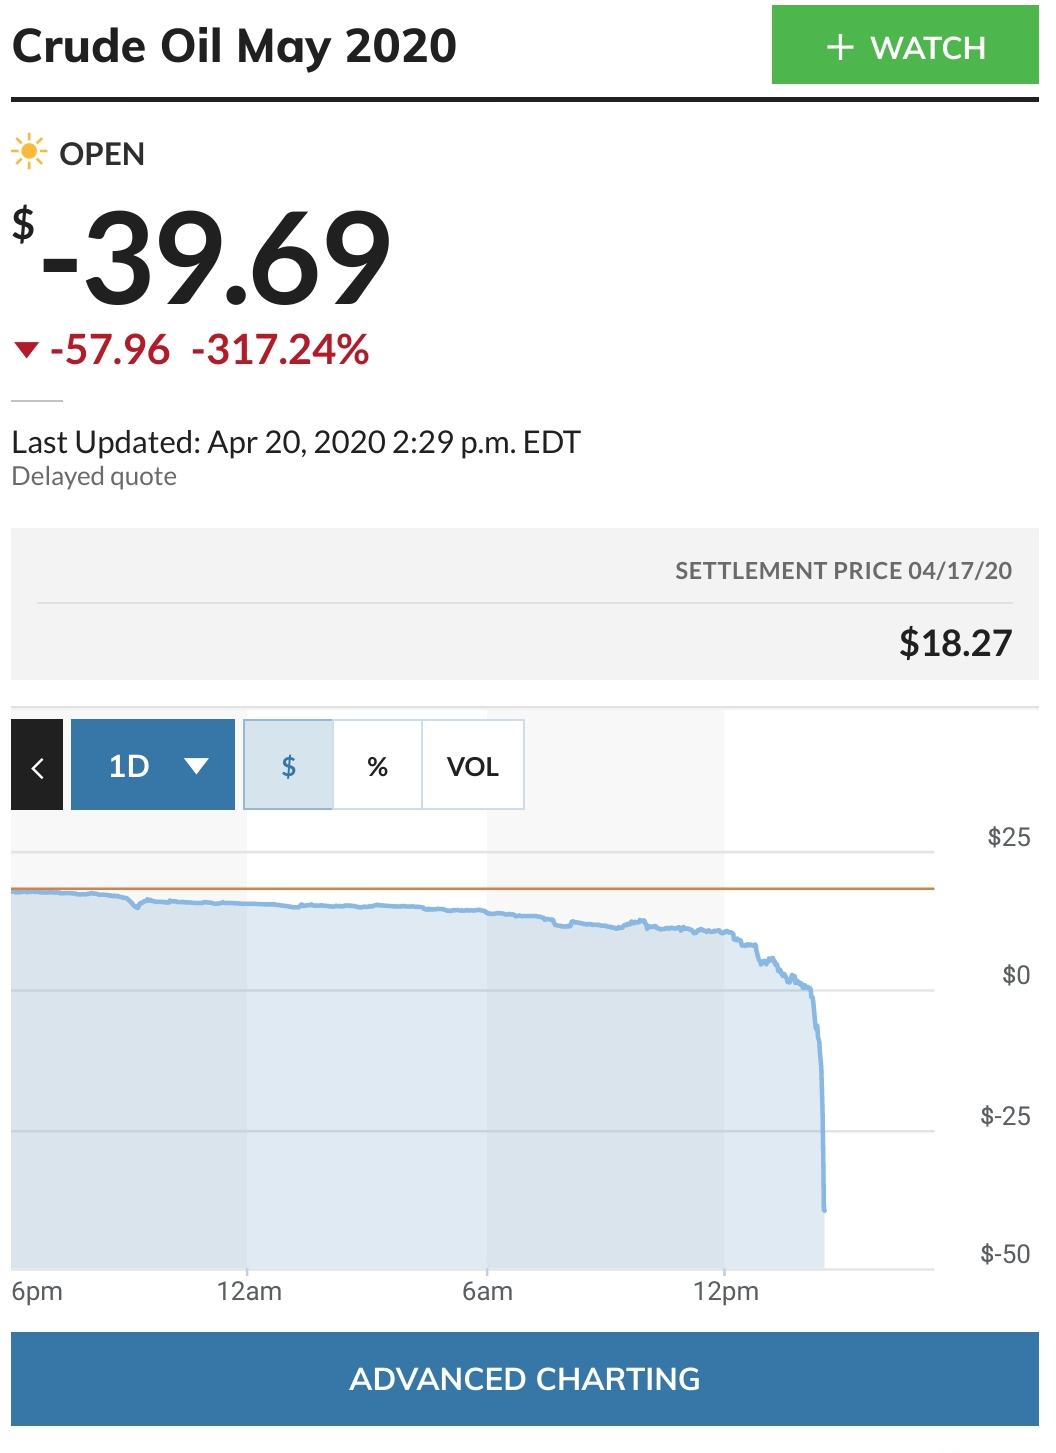 Crude Oil May 2020
+ WATCH
OPEN
$-39.69
-57.96 -317.24%
Last Updated: Apr 20, 2020 2:29 p.m. EDT
Delayed quote
SETTLEMENT PRICE 04/17/20
$18.27
1D $ % VOL
$25
$0
$-25
$-50
6pm 12am 6am 12pm
ADVANCED CHARTING